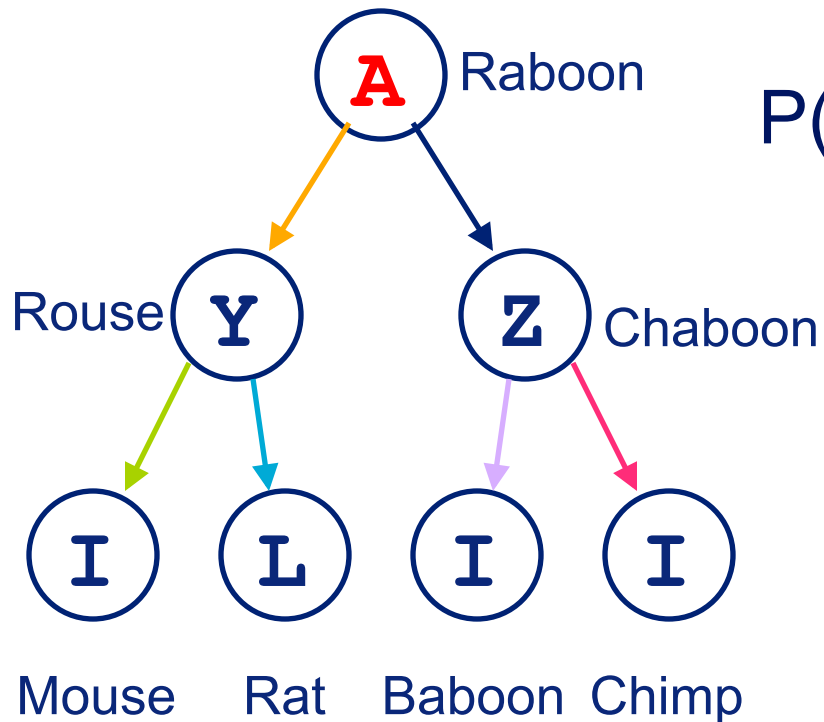 A Raboon
P(
Rouse Y Z Chaboon
I L I I
Mouse Rat Baboon Chimp